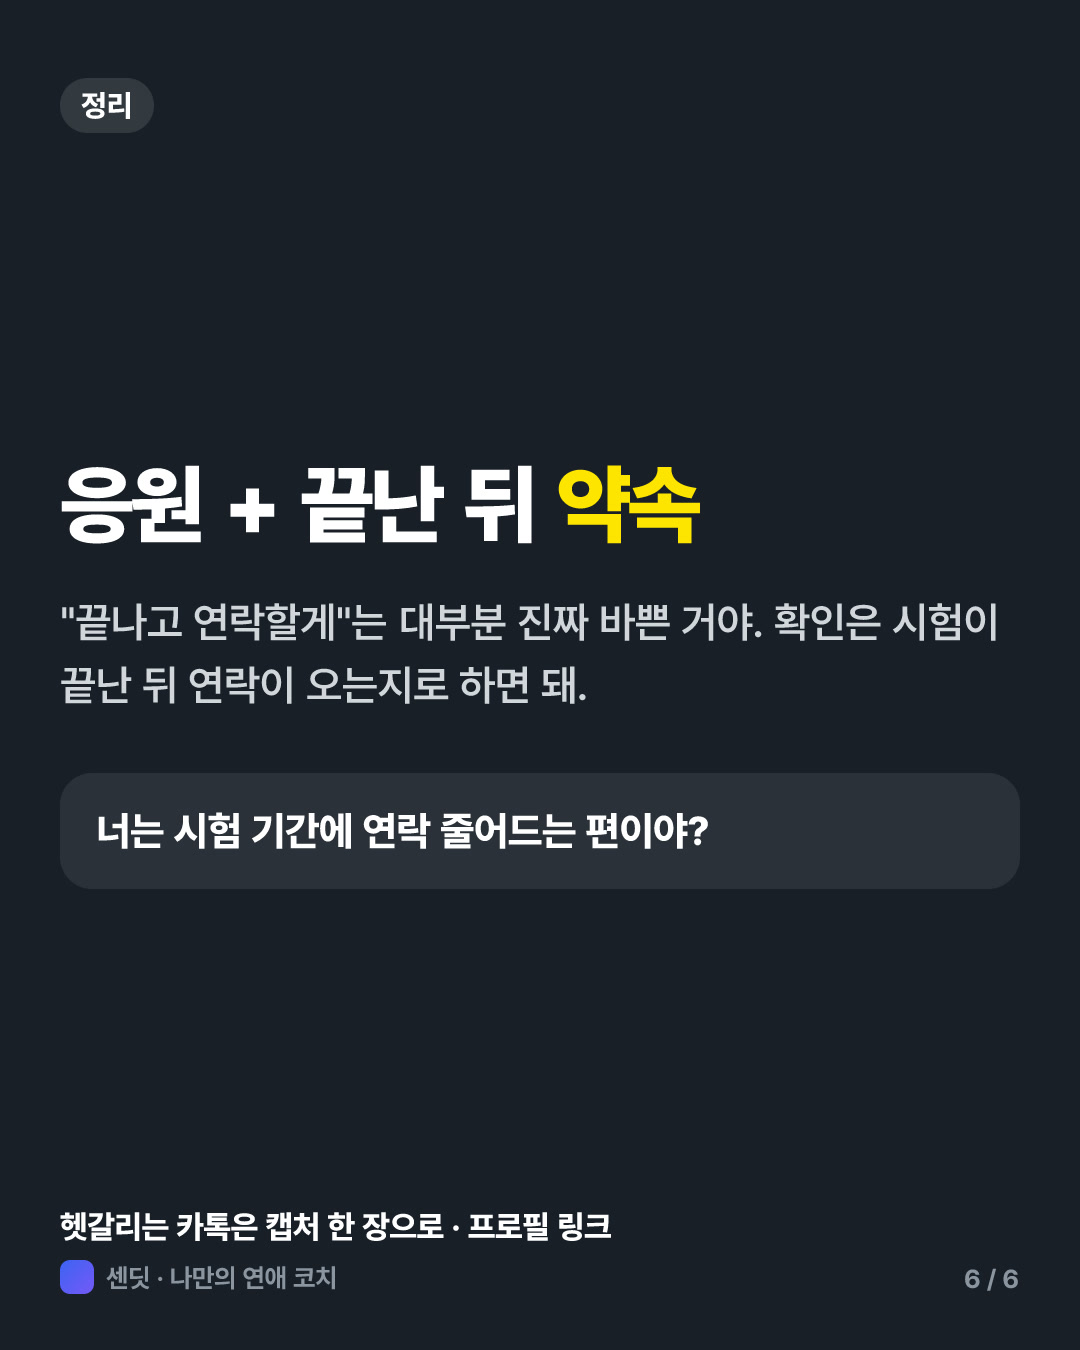 정리
응원 + 끝난 뒤 약속
"끝나고 연락할게"는 대부분 진짜 바쁜 거야. 확인은 시험이
끝난 뒤 연락이 오는지로 하면 돼.
너는 시험 기간에 연락 줄어드는 편이야?
헷갈리는 카톡은 캡처 한 장으로 · 프로필 링크
센딧 · 나만의 연애 코치
6 / 6